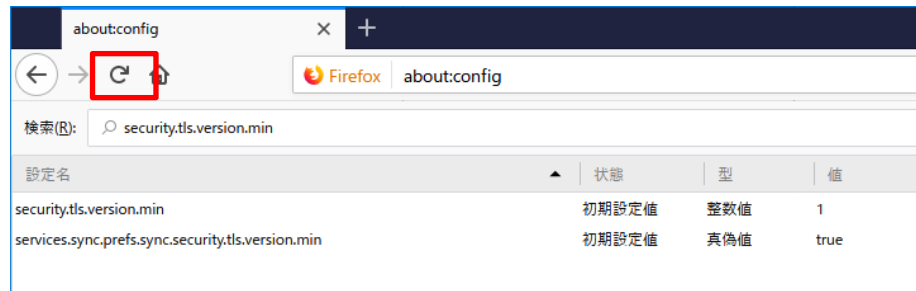 about:config
Firefox about:config
検索(R): security.tls.version.min
設定名 状態 型 値
security.tls.version.min 初期設定値 整数値 1
services.sync.prefs.sync.security.tls.version.min 初期設定値 真偽値 true